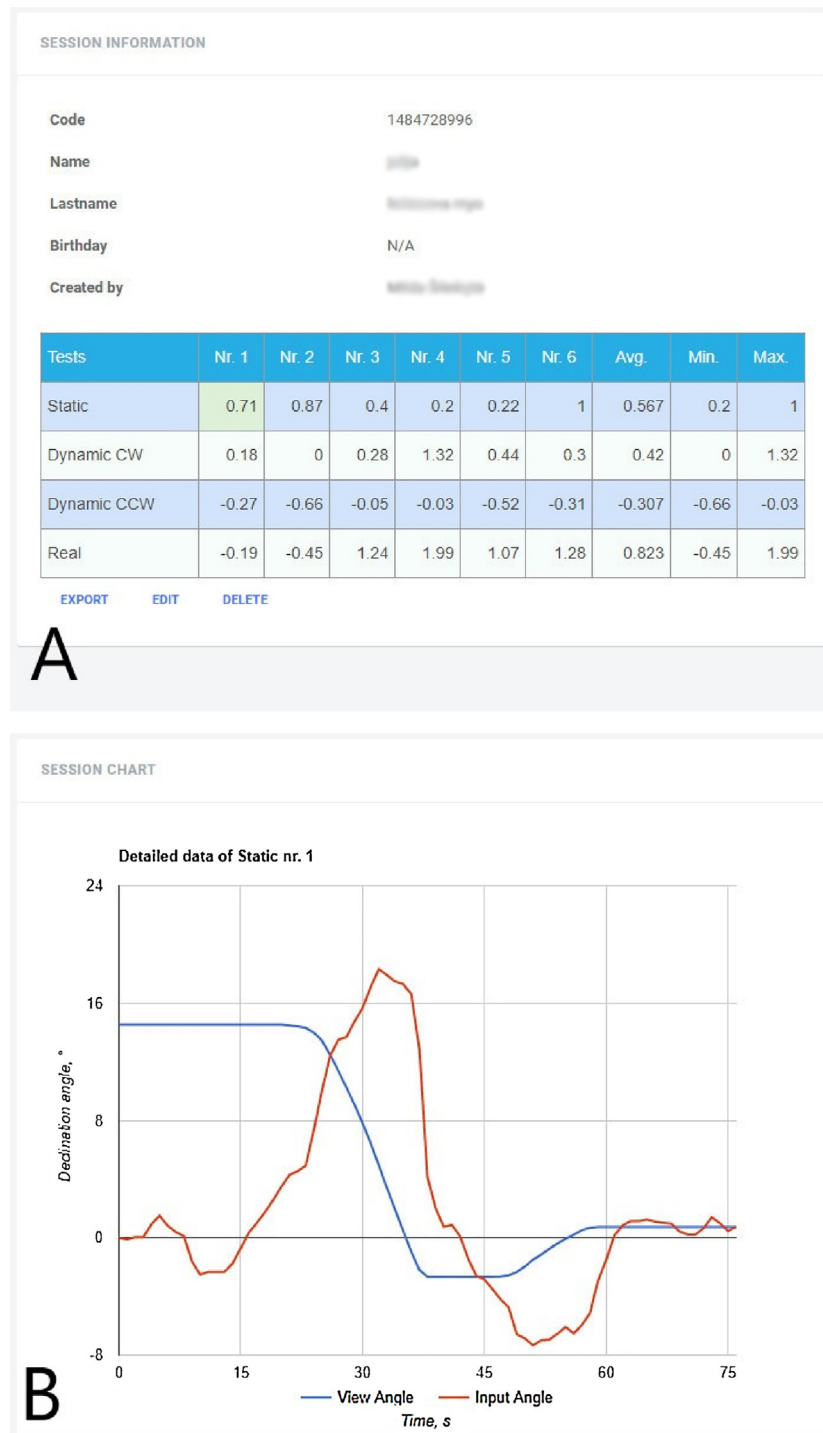 SESSION INFORMATION
Code 1484728996
Name
Lastname
Birthday N/A
Created by
Tests Nr. 1 Nr. 2 Nr. 3 Nr. 4 Nr. 5 Nr. 6 Avg. Min. Max.
Static 0.71 0.87 0.4 0.2 0.22 1 0.567 0.2 1
Dynamic CW 0.18 0 0.28 1.32 0.44 0.3 0.42 0 1.32
Dynamic CCW -0.27 -0.66 -0.05 -0.03 -0.52 -0.31 -0.307 -0.66 -0.03
Real -0.19 -0.45 1.24 1.99 1.07 1.28 0.823 -0.45 1.99
EXPORT EDIT DELETE
A
SESSION CHART
Detailed data of Static nr. 1
24
16
8
0
-8
Declination angle, °
0 15 30 45 60 75
View Angle Input Angle
Time, s
B